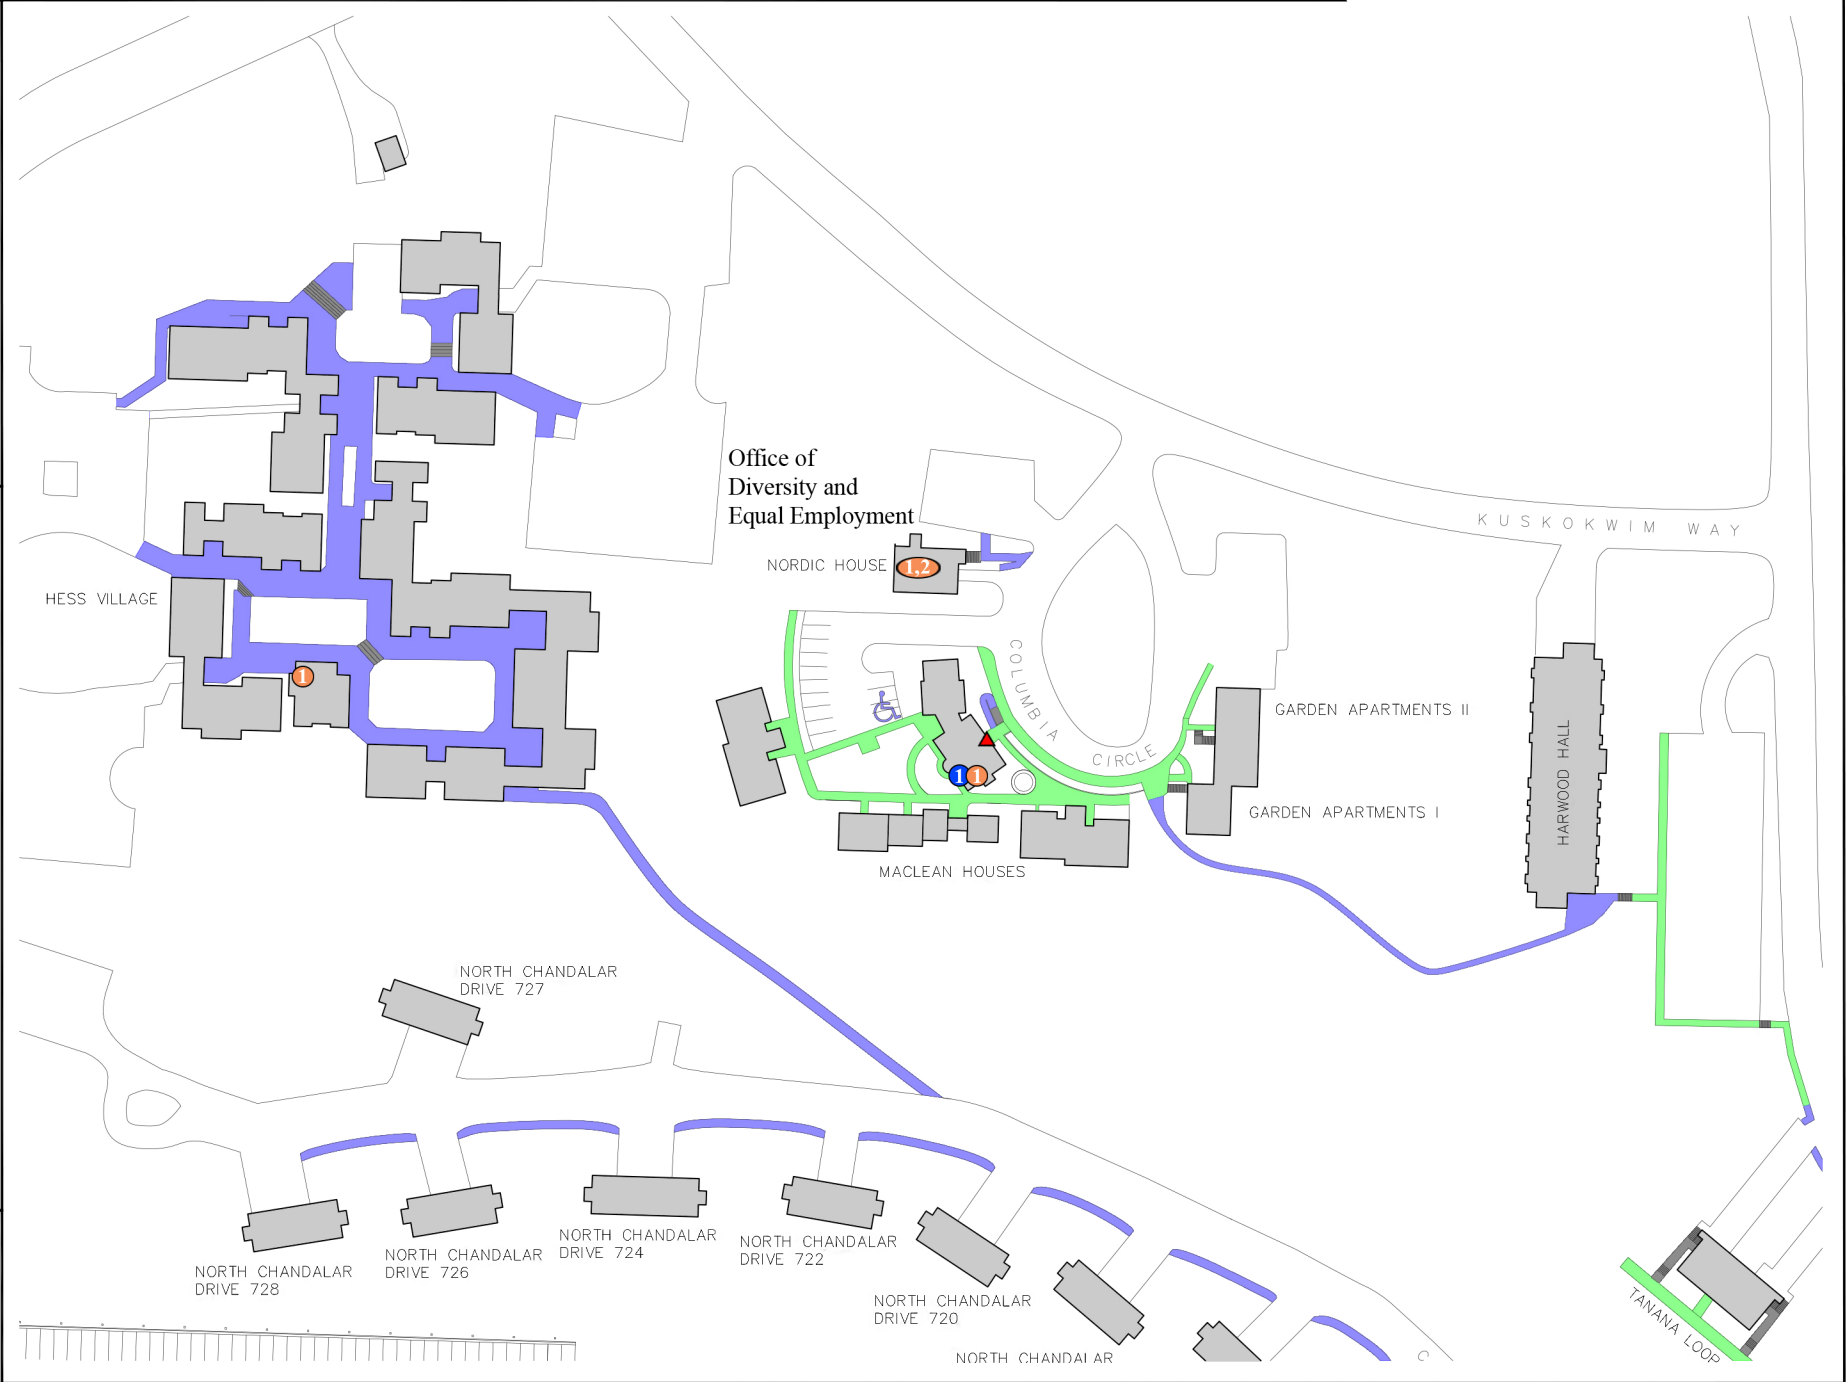 Office of
Diversity and
Equal Employment
KUSKOKWIM WAY
NORDIC HOUSE
1,2
HESS VILLAGE
1
COLUMBIA CIRCLE
GARDEN APARTMENTS II
HARWOOD HALL
1
1
GARDEN APARTMENTS I
MACLEAN HOUSES
NORTH CHANDALAR
DRIVE 727
NORTH CHANDALAR
DRIVE 724
NORTH CHANDALAR
DRIVE 722
NORTH CHANDALAR
DRIVE 726
NORTH CHANDALAR
DRIVE 728
NORTH CHANDALAR
DRIVE 720
TANANA LOOP
NORTH CHANDALAR
C